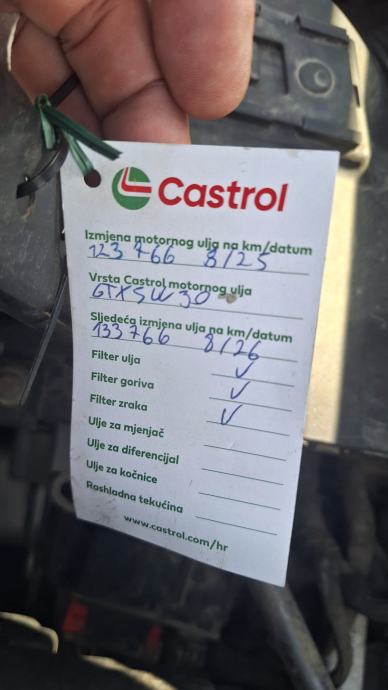 Castrol
Izmjena motornog ulja na km/datum
123 766 8/25
Vrsta Castrol motornog ulja
GTX 5W30
Sljedeća izmjena ulja na km/datum
133 766 8/26
Filter ulja ✓
Filter goriva ✓
Filter zraka ✓
Ulje za mjenjač
Ulje za diferencijal
Ulje za kočnice
Rashladna tekućina
www.castrol.com/hr